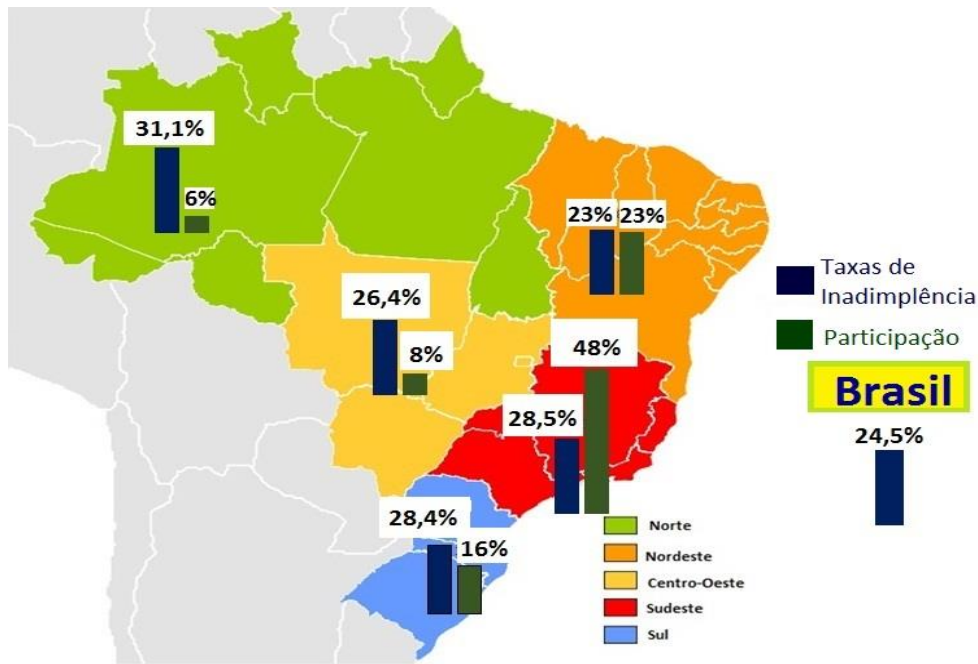 31,1%
6%
23% 23%
26,4%
8%
48%
28,5%
28,4%
16%
Taxas de
Inadimplência
Participação
Brasil
24,5%
Norte
Nordeste
Centro-Oeste
Sudeste
Sul